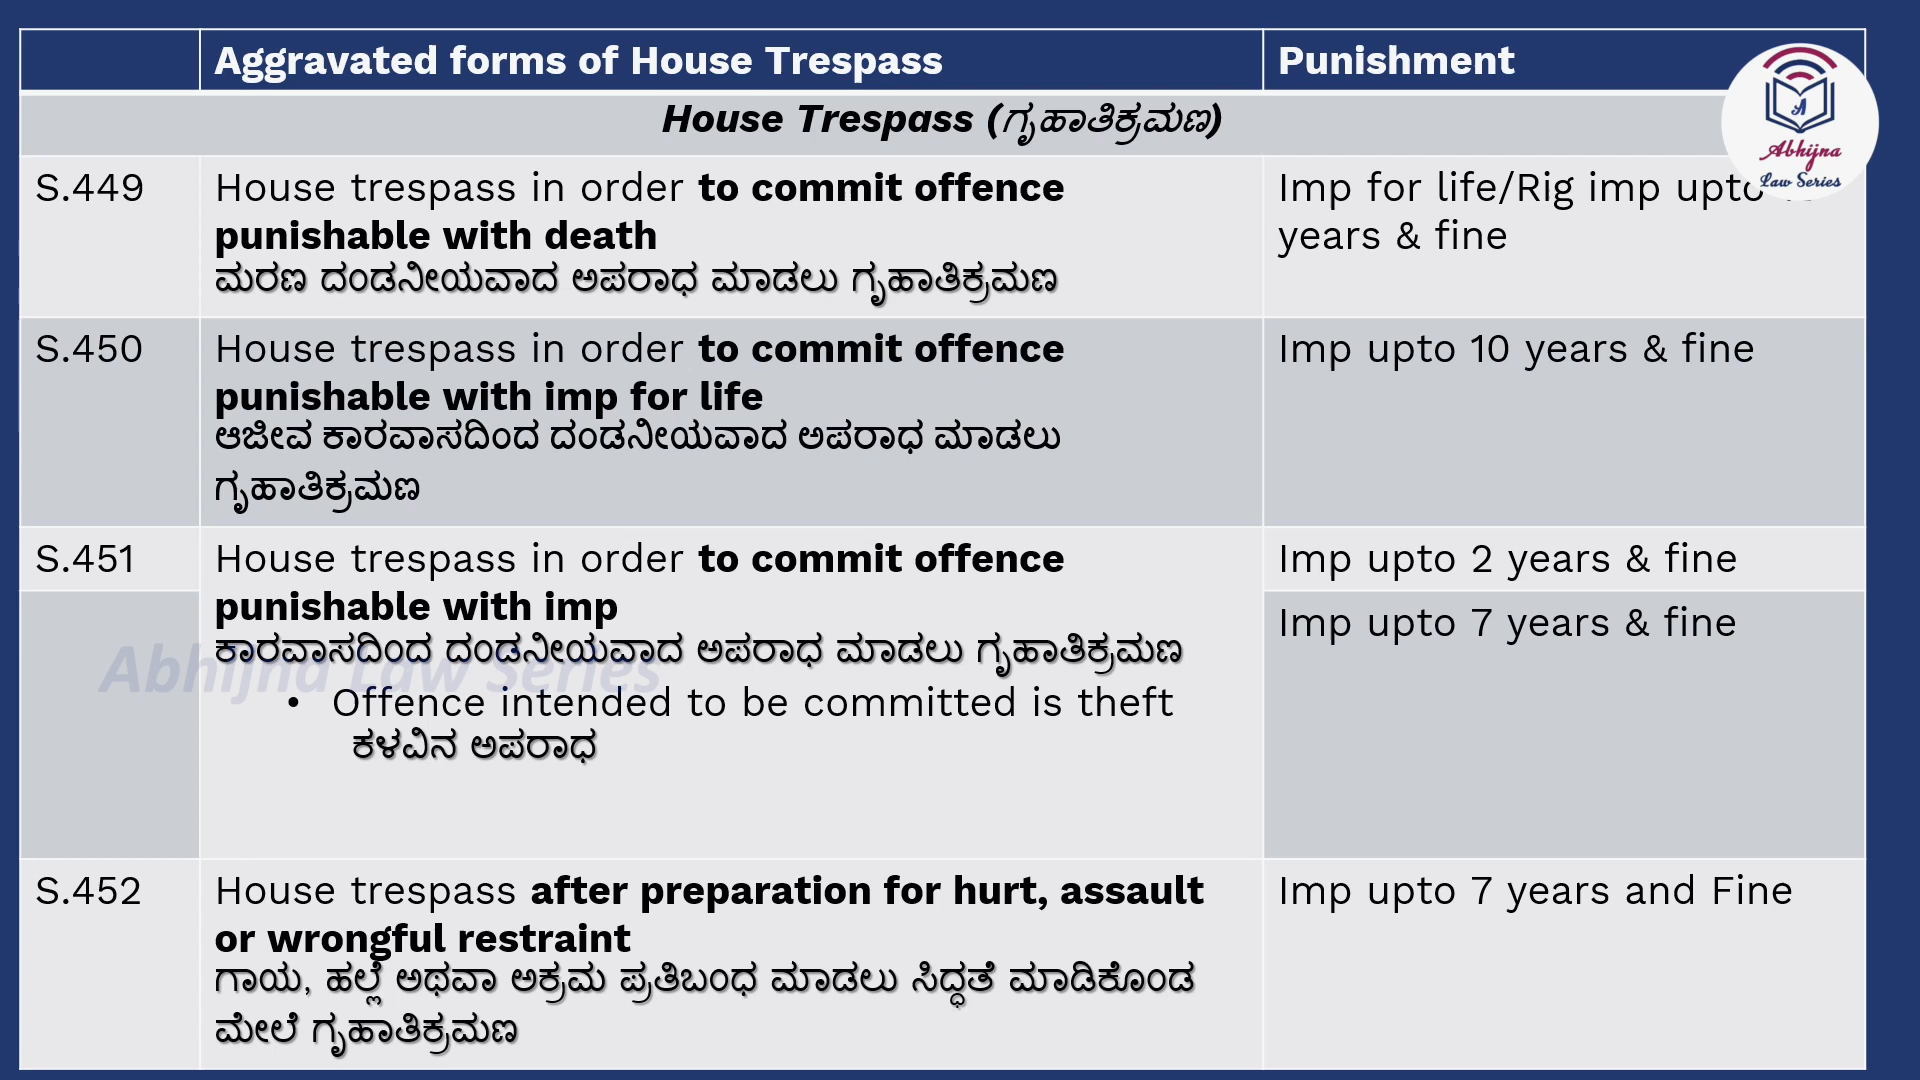 Aggravated forms of House Trespass
Punishment
House Trespass (ಗೃಹಾತಿಕ್ರಮಣ)
A
Abhijna
Law Series
S.449
House trespass in order to commit offence
punishable with death
ಮರಣ ದಂಡನೀಯವಾದ ಅಪರಾಧ ಮಾಡಲು ಗೃಹಾತಿಕ್ರಮಣ
Imp for life/Rig imp upto
years & fine
S.450
House trespass in order to commit offence
punishable with imp for life
ಆಜೀವ ಕಾರವಾಸದಿಂದ ದಂಡನೀಯವಾದ ಅಪರಾಧ ಮಾಡಲು
ಗೃಹಾತಿಕ್ರಮಣ
Imp upto 10 years & fine
S.451
House trespass in order to commit offence
punishable with imp
ಕಾರವಾಸದಿಂದ ದಂಡನೀಯವಾದ ಅಪರಾಧ ಮಾಡಲು ಗೃಹಾತಿಕ್ರಮಣ
• Offence intended to be committed is theft
ಕಳವಿನ ಅಪರಾಧ
Imp upto 2 years & fine
Imp upto 7 years & fine
Abhijna Law Series
S.452
House trespass after preparation for hurt, assault
or wrongful restraint
ಗಾಯ, ಹಲ್ಲೆ ಅಥವಾ ಅಕ್ರಮ ಪ್ರತಿಬಂಧ ಮಾಡಲು ಸಿದ್ಧತೆ ಮಾಡಿಕೊಂಡ
ಮೇಲೆ ಗೃಹಾತಿಕ್ರಮಣ
Imp upto 7 years and Fine